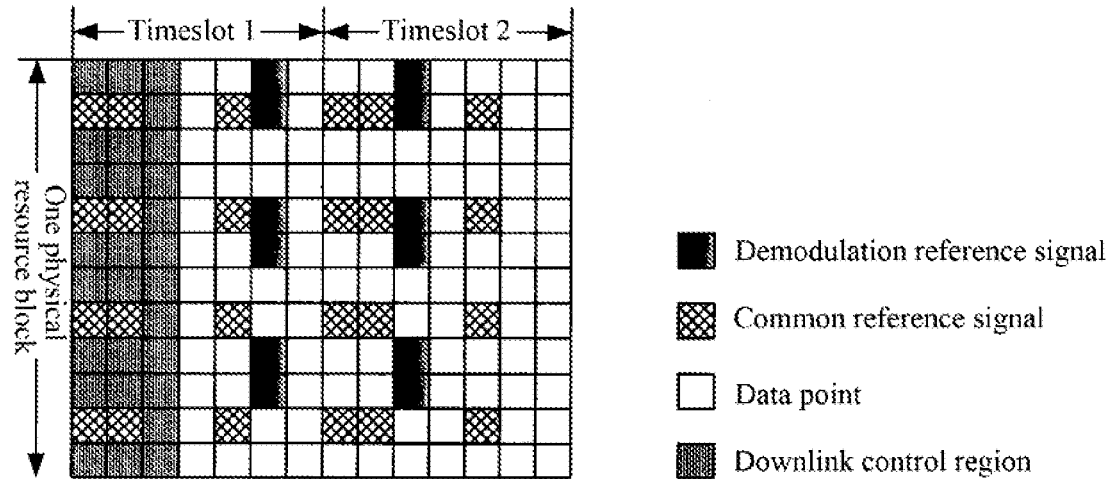 Timeslot 1
Timeslot 2
One physical
resource block
Demodulation reference signal
Common reference signal
Data point
Downlink control region